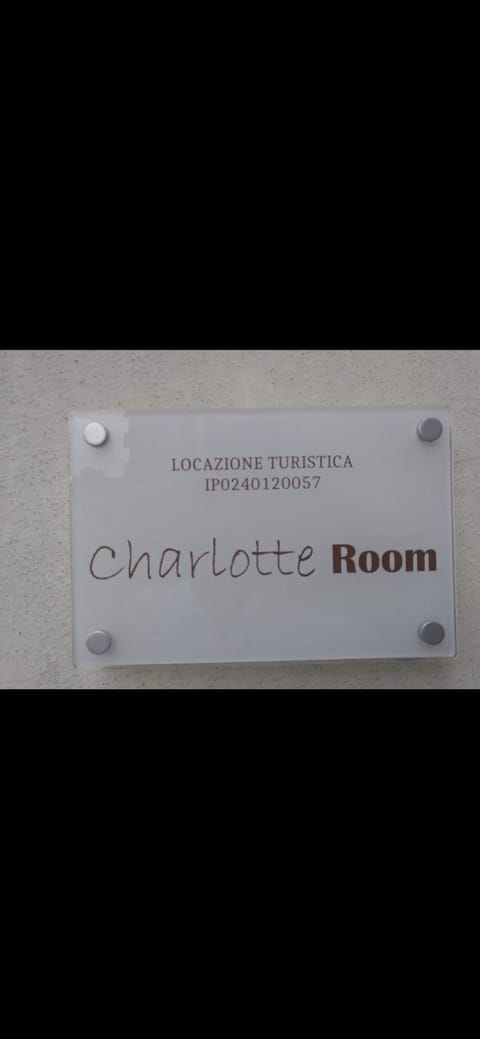 LOCAZIONE TURISTICA
IP0240120057
Charlotte Room